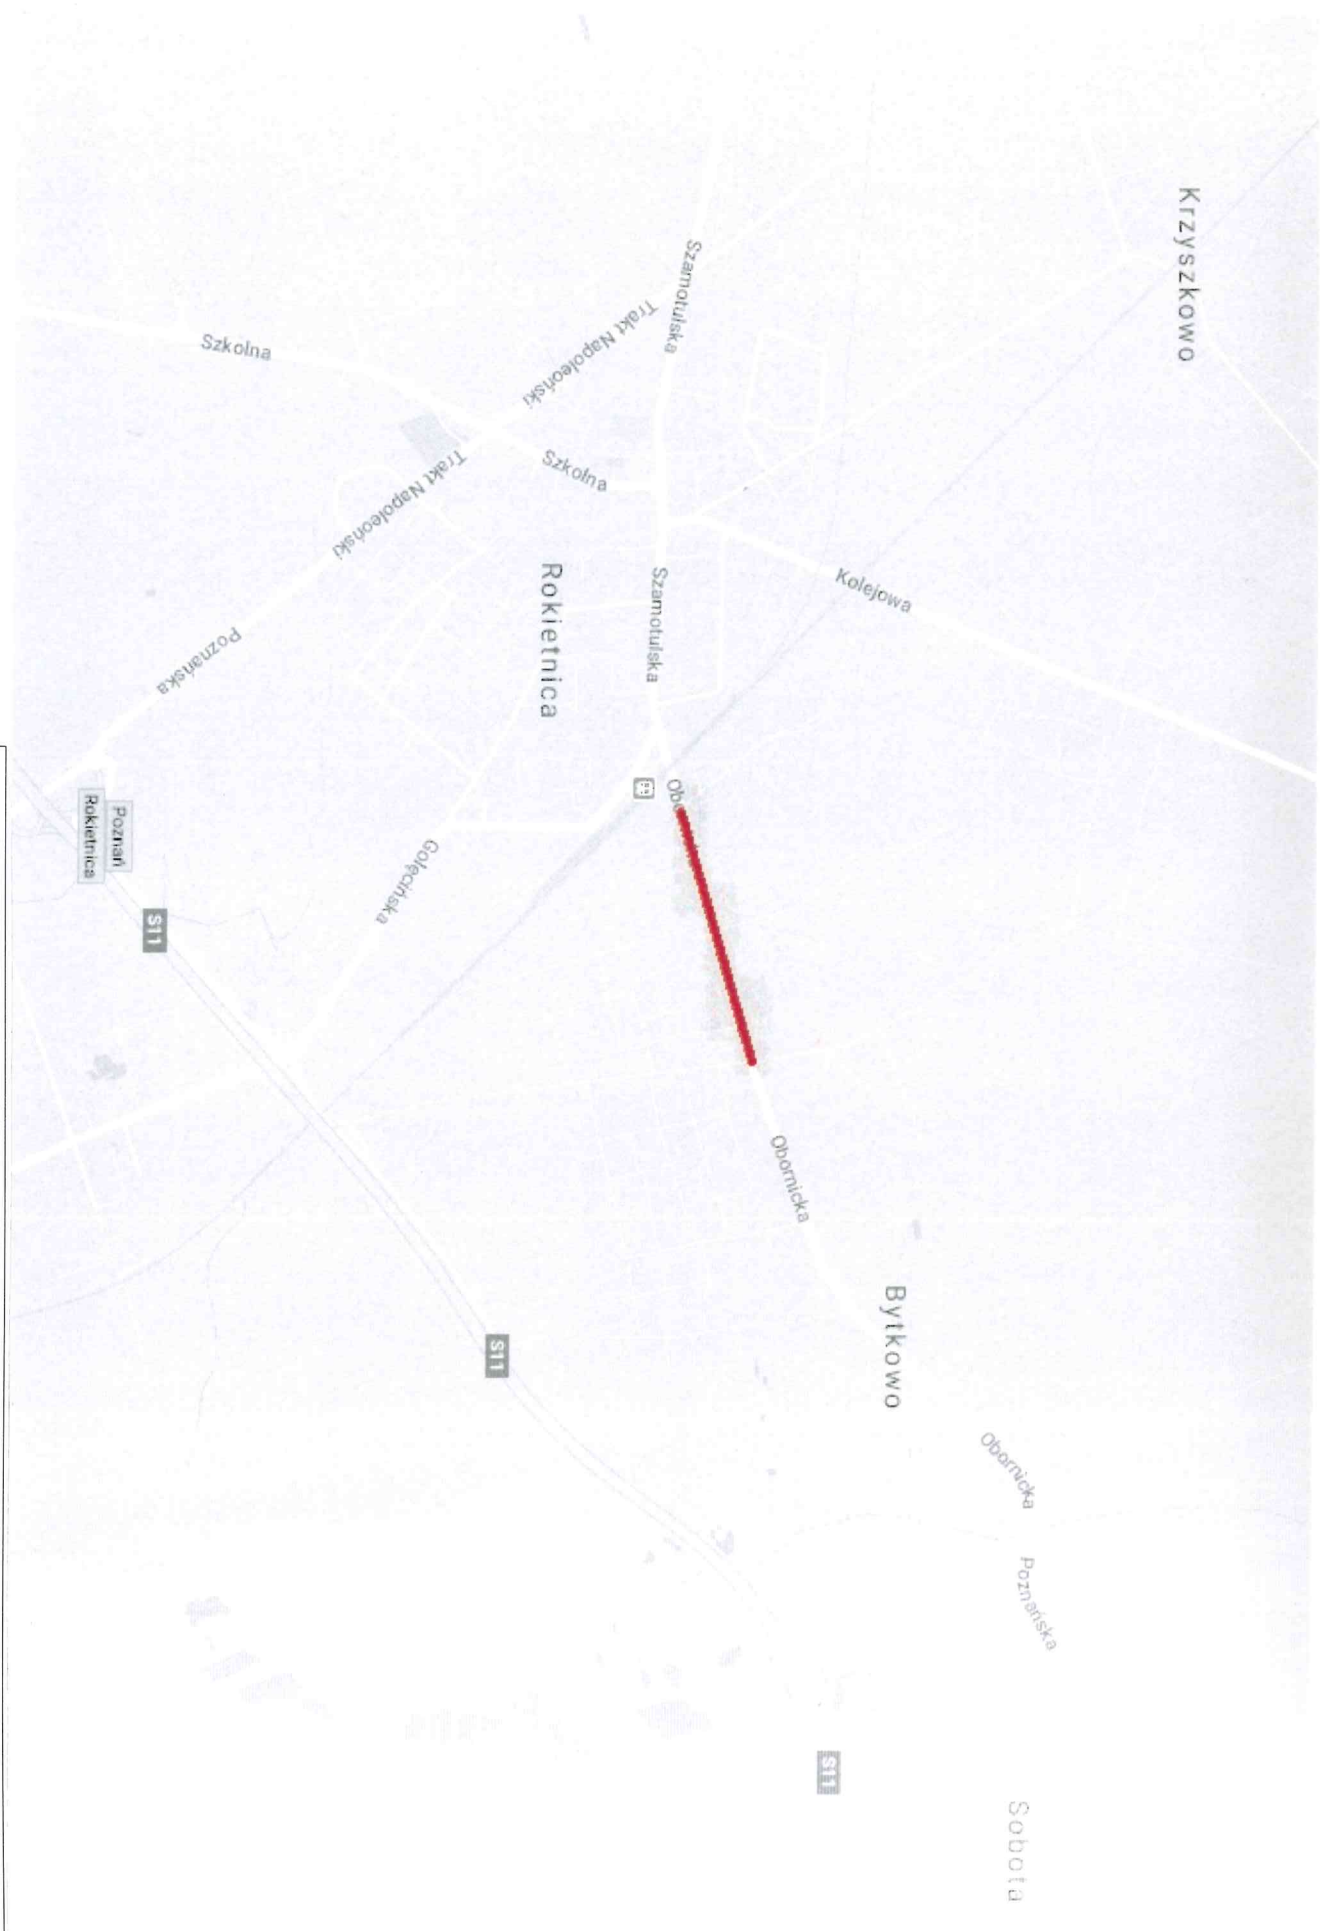 Krzyszkowo
Szamotulska
Trakt Napoleoński
Szkolna
Szkolna
Trakt Napoleoński
Kolejowa
Szamotulska
Rokietnica
Poznańska
Obo
Poznań
Rokietnica
Golęcińska
S11
Obornicka
Bytkowo
S11
Obornicka
Poznańska
S11
Sobota